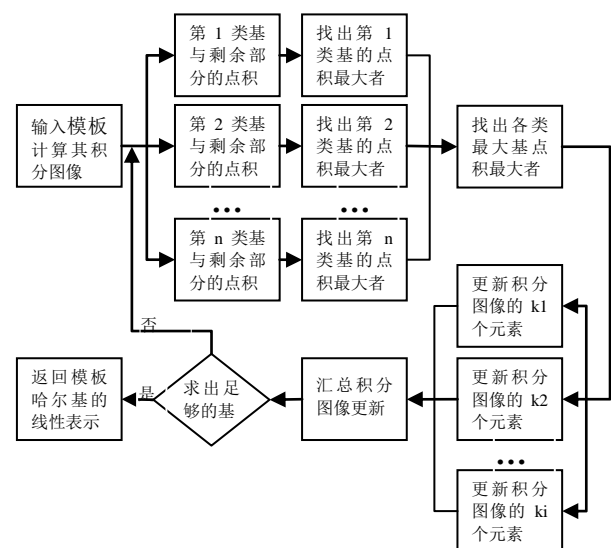 第 1 类基
与剩余部
分的点积
找出第 1
类基的点
积最大者
输入模板
计算其积
分图像
第 2 类基
与剩余部
分的点积
找出第 2
类基的点
积最大者
找出各类
最大基点
积最大者
•••
•••
第 n 类基
与剩余部
分的点积
找出第 n
类基的点
积最大者
更新积分
图像的 k1
个元素
否
返回模板
哈尔基的
线性表示
是
求出足
够的基
汇总积分
图像更新
更新积分
图像的 k2
个元素
•••
更新积分
图像的 ki
个元素